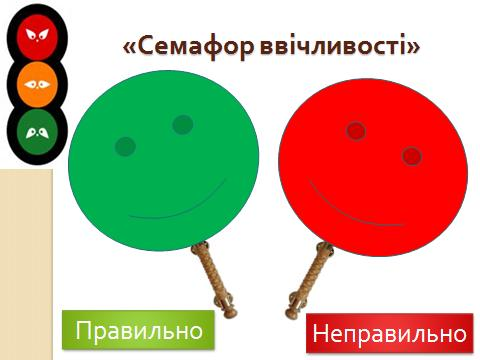 «Семафор ввічливості»
Правильно
Неправильно